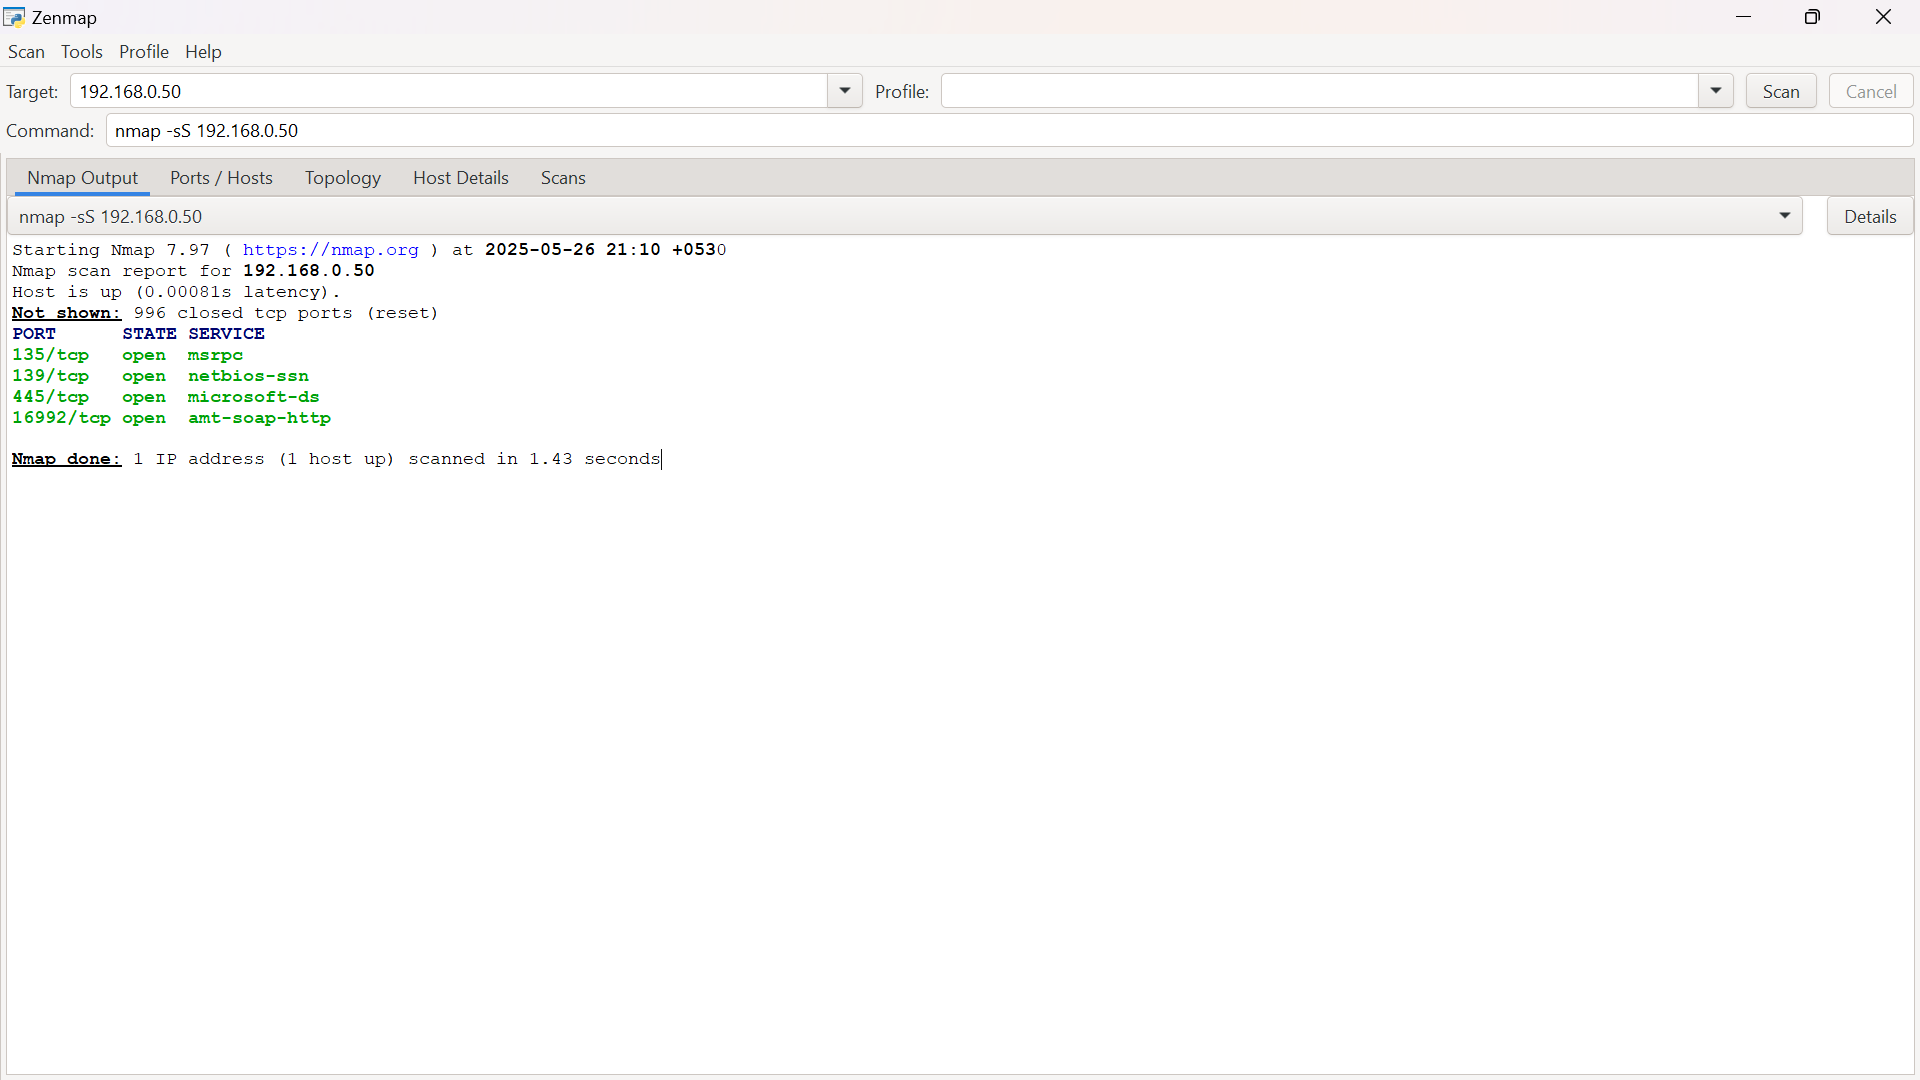 Zenmap
Scan Tools Profile Help
Target: 192.168.0.50 Profile: Scan Cancel
Command: nmap -sS 192.168.0.50
Nmap Output Ports / Hosts Topology Host Details Scans
nmap -sS 192.168.0.50 Details
Starting Nmap 7.97 ( https://nmap.org ) at 2025-05-26 21:10 +0530
Nmap scan report for 192.168.0.50
Host is up (0.00081s latency).
Not shown: 996 closed tcp ports (reset)
PORT STATE SERVICE
135/tcp open msrpc
139/tcp open netbios-ssn
445/tcp open microsoft-ds
16992/tcp open amt-soap-http
Nmap done: 1 IP address (1 host up) scanned in 1.43 seconds